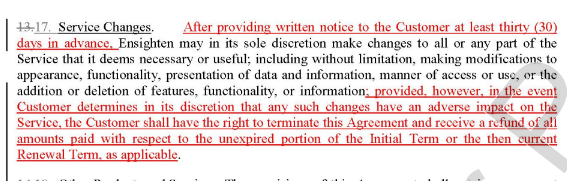 13.17. Service Changes. After providing written notice to the Customer at least thirty (30)
days in advance, Ensighten may in its sole discretion make changes to all or any part of the
Service that it deems necessary or useful; including without limitation, making modifications to
appearance, functionality, presentation of data and information, manner of access or use, or the
addition or deletion of features, functionality, or information; provided, however, in the event
Customer determines in its discretion that any such changes have an adverse impact on the
Service, the Customer shall have the right to terminate this Agreement and receive a refund of all
amounts paid with respect to the unexpired portion of the Initial Term or the then current
Renewal Term, as applicable.